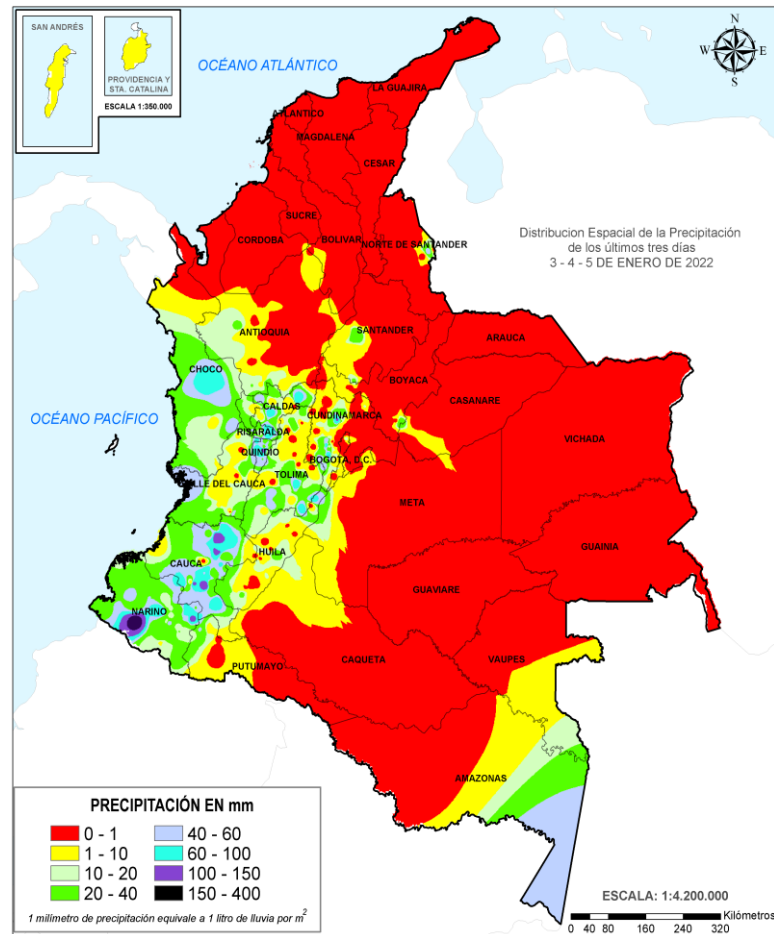 SAN ANDRÉS
PROVIDENCIA Y
STA. CATALINA
ESCALA 1:350.000
OCÉANO ATLÁNTICO
N
W
E
S
LA GUAJIRA
ATLANTICO
MAGDALENA
CESAR
SUCRE
CORDOBA
BOLIVAR
NORTE DE SANTANDER
Distribucion Espacial de la Precipitación
de los últimos tres días
3 - 4 - 5 DE ENERO DE 2022
ANTIOQUIA
SANTANDER
ARAUCA
CHOCO
BOYACA
CASANARE
OCÉANO PACÍFICO
CALDAS
CUNDINAMARCA
RISARALDA
VICHADA
QUINDIO
BOGOTA, D.C.
TOLIMA
VALLE DEL CAUCA
META
HUILA
GUAINIA
CAUCA
GUAVIARE
NARIÑO
CAQUETA
VAUPES
PUTUMAYO
AMAZONAS
PRECIPITACIÓN EN mm
0 - 1
40 - 60
1 - 10
60 - 100
10 - 20
100 - 150
20 - 40
150 - 400
1 milímetro de precipitación equivale a 1 litro de lluvia por m2
ESCALA: 1:4.200.000
Kilómetros
0 40 80 160 240 320